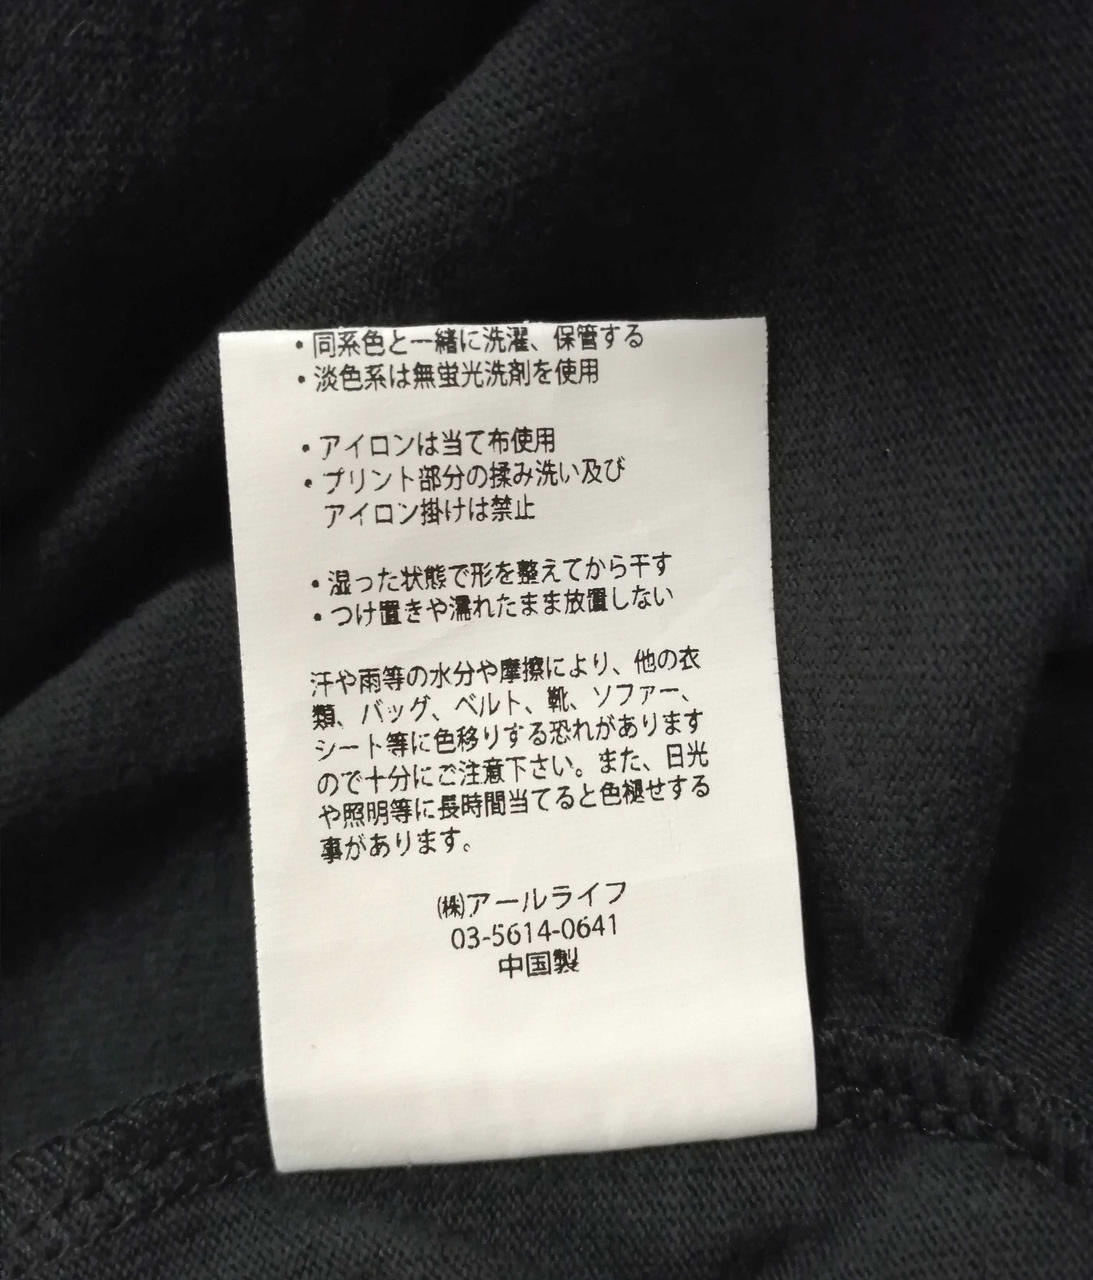 ・同系色と一緒に洗濯、保管する
・淡色系は無蛍光洗剤を使用
・アイロンは当て布使用
・プリント部分の揉み洗い及び
アイロン掛けは禁止
・湿った状態で形を整えてから干す
・つけ置きや濡れたまま放置しない
汗や雨等の水分や摩擦により、他の衣
類、バッグ、ベルト、靴、ソファー、
シート等に色移りする恐れがあります
ので十分にご注意下さい。また、日光
や照明等に長時間当てると色褪せする
事があります。
㈱アールライフ
03-5614-0641
中国製